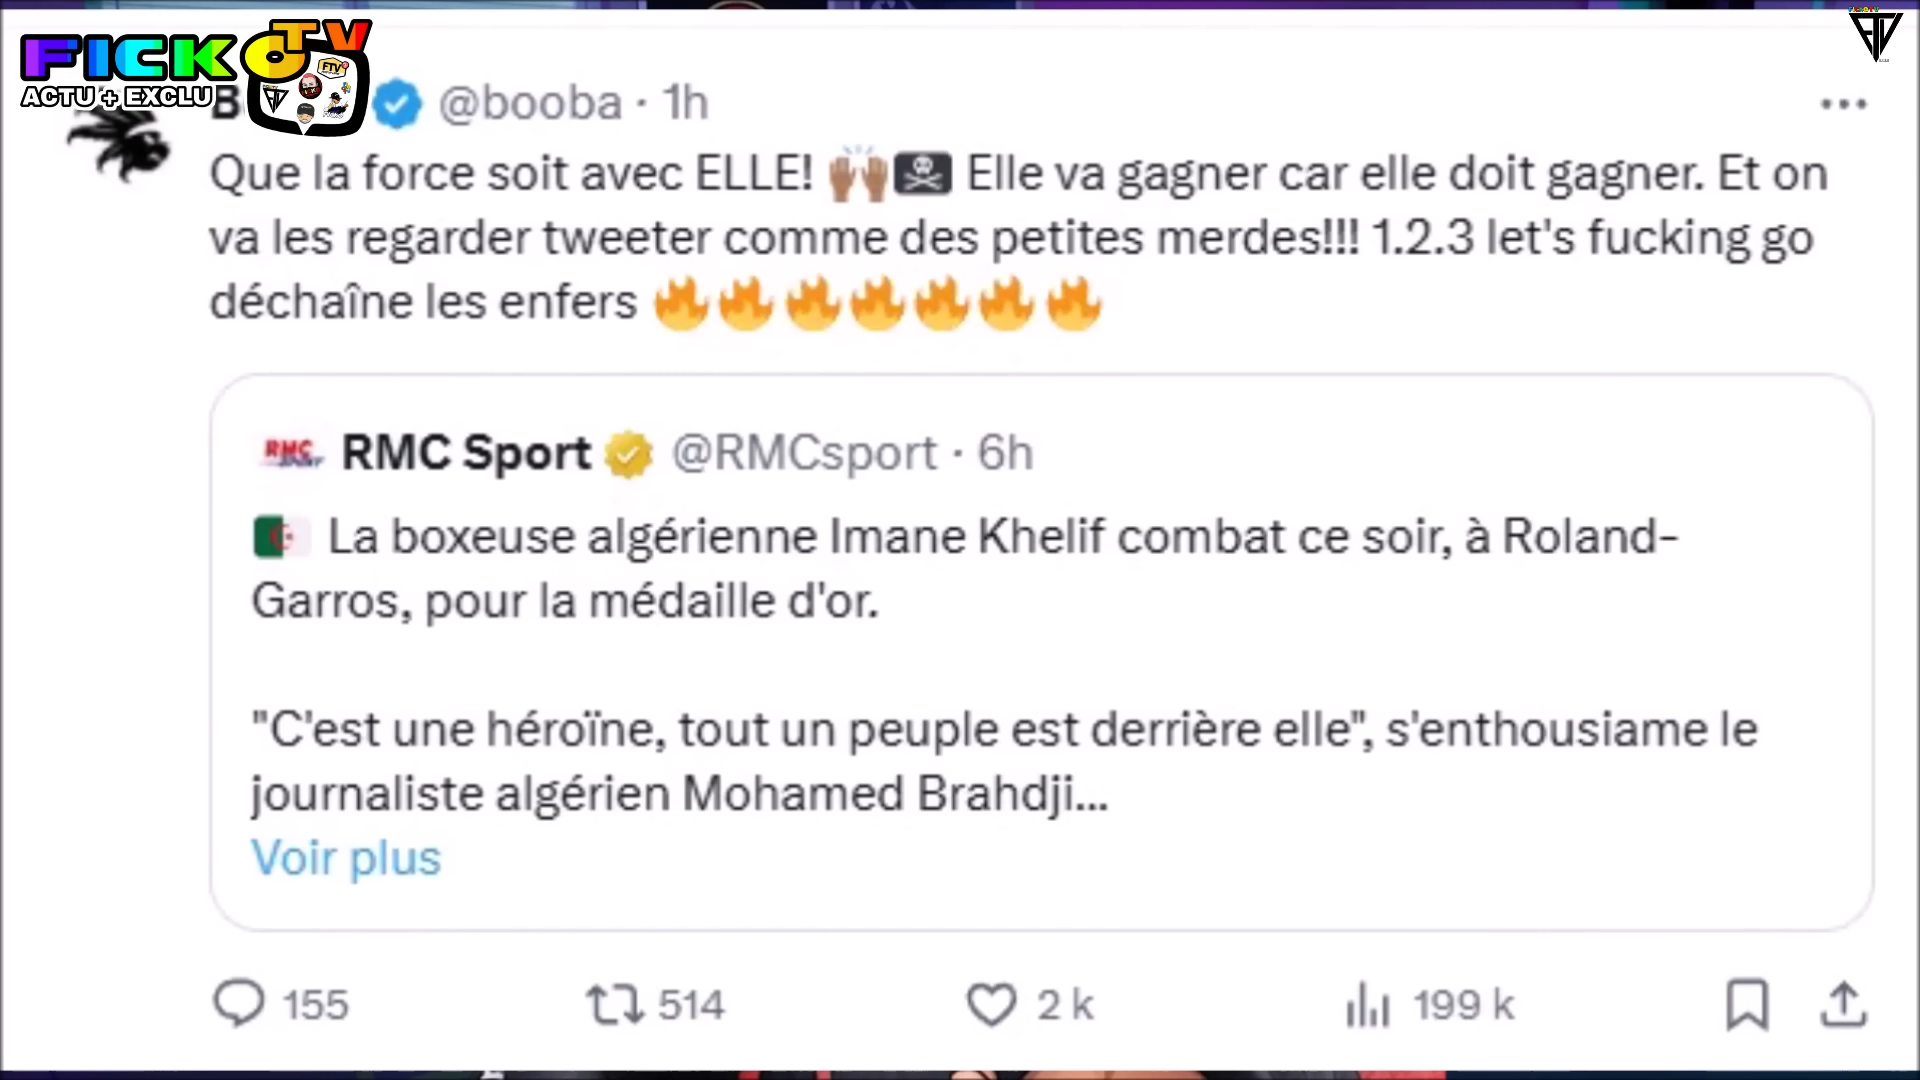 FICKO TV
ACTU + EXCLU
FTV
@booba · 1h
Que la force soit avec ELLE! 🙌🏽🏴‍☠️ Elle va gagner car elle doit gagner. Et on
va les regarder tweeter comme des petites merdes!!! 1.2.3 let's fucking go
déchaîne les enfers 🔥🔥🔥🔥🔥🔥🔥
RMC Sport @RMCsport · 6h
🇩🇿 La boxeuse algérienne Imane Khelif combat ce soir, à Roland-
Garros, pour la médaille d'or.
"C'est une héroïne, tout un peuple est derrière elle", s'enthousiame le
journaliste algérien Mohamed Brahdji...
Voir plus
155 514 2 k 199 k